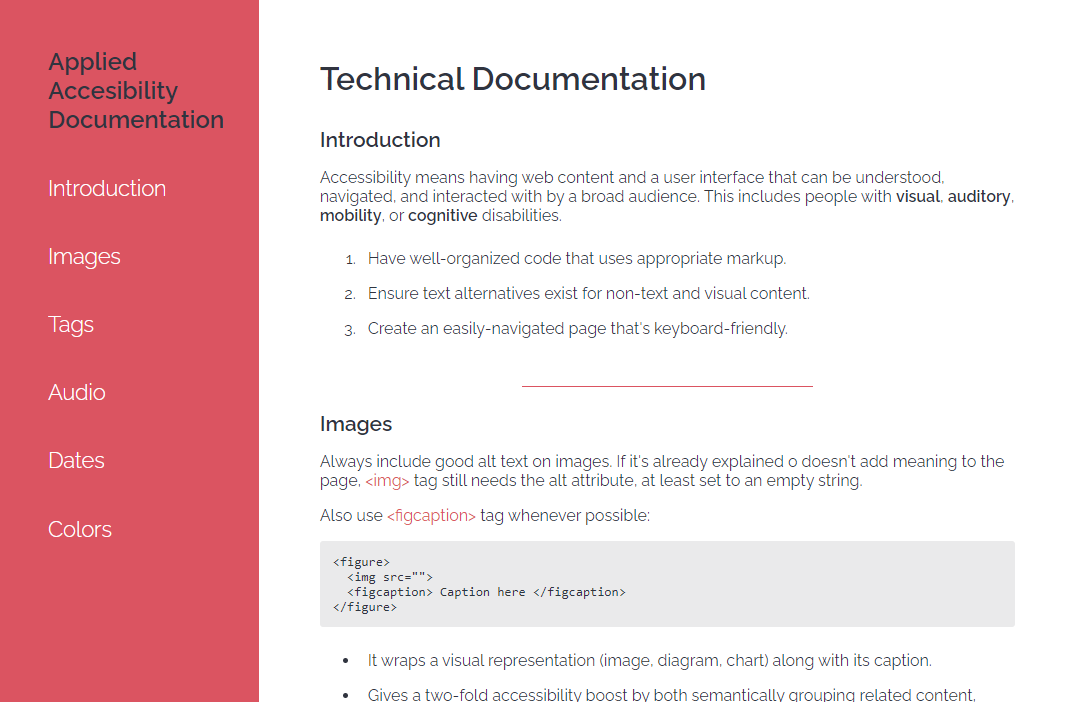 Applied
Accesibility
Documentation
Introduction
Images
Tags
Audio
Dates
Colors
Technical Documentation
Introduction
Accessibility means having web content and a user interface that can be understood,
navigated, and interacted with by a broad audience. This includes people with visual, auditory,
mobility, or cognitive disabilities.
1. Have well-organized code that uses appropriate markup.
2. Ensure text alternatives exist for non-text and visual content.
3. Create an easily-navigated page that's keyboard-friendly.
Images
Always include good alt text on images. If it's already explained o doesn't add meaning to the
page, <img> tag still needs the alt attribute, at least set to an empty string.
Also use <figcaption> tag whenever possible:
<figure>
  <img src="">
  <figcaption> Caption here </figcaption>
</figure>
• It wraps a visual representation (image, diagram, chart) along with its caption.
• Gives a two-fold accessibility boost by both semantically grouping related content,